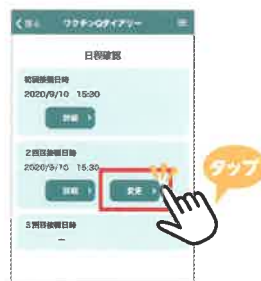 戻る ワクチンQダイアリー
日程確認
初回接種日時
2020/9/10 15:30
詳細
2回目接種日時
2020/9/10 15:30
詳細 変更
タップ
3回目接種日時
ー